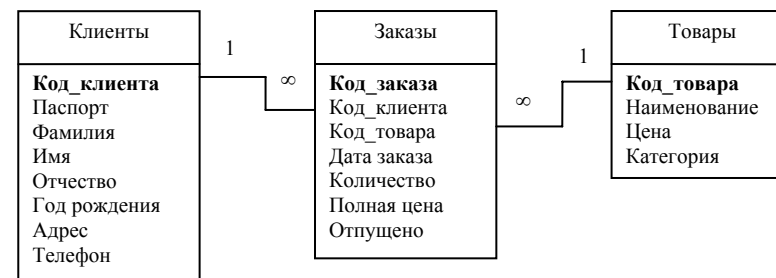 Клиенты
Код_клиента
Паспорт
Фамилия
Имя
Отчество
Год рождения
Адрес
Телефон
1
∞
Заказы
Код_заказа
Код_клиента
Код_товара
Дата заказа
Количество
Полная цена
Отпущено
∞
1
Товары
Код_товара
Наименование
Цена
Категория